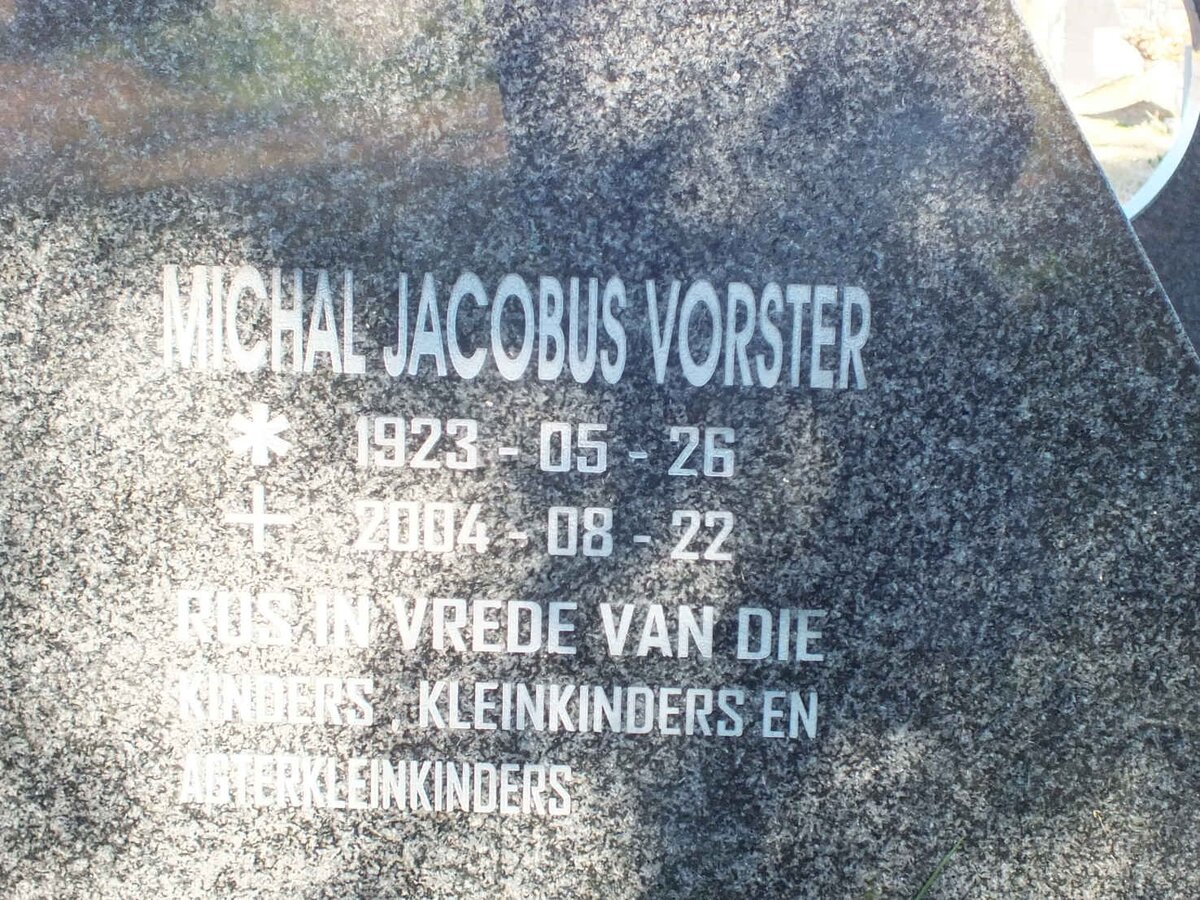 MICHAL JACOBUS VORSTER
* 1923 - 05 - 26
+ 2004 - 08 - 22
RUS IN VREDE VAN DIE
KINDERS , KLEINKINDERS EN
AGTERKLEINKINDERS